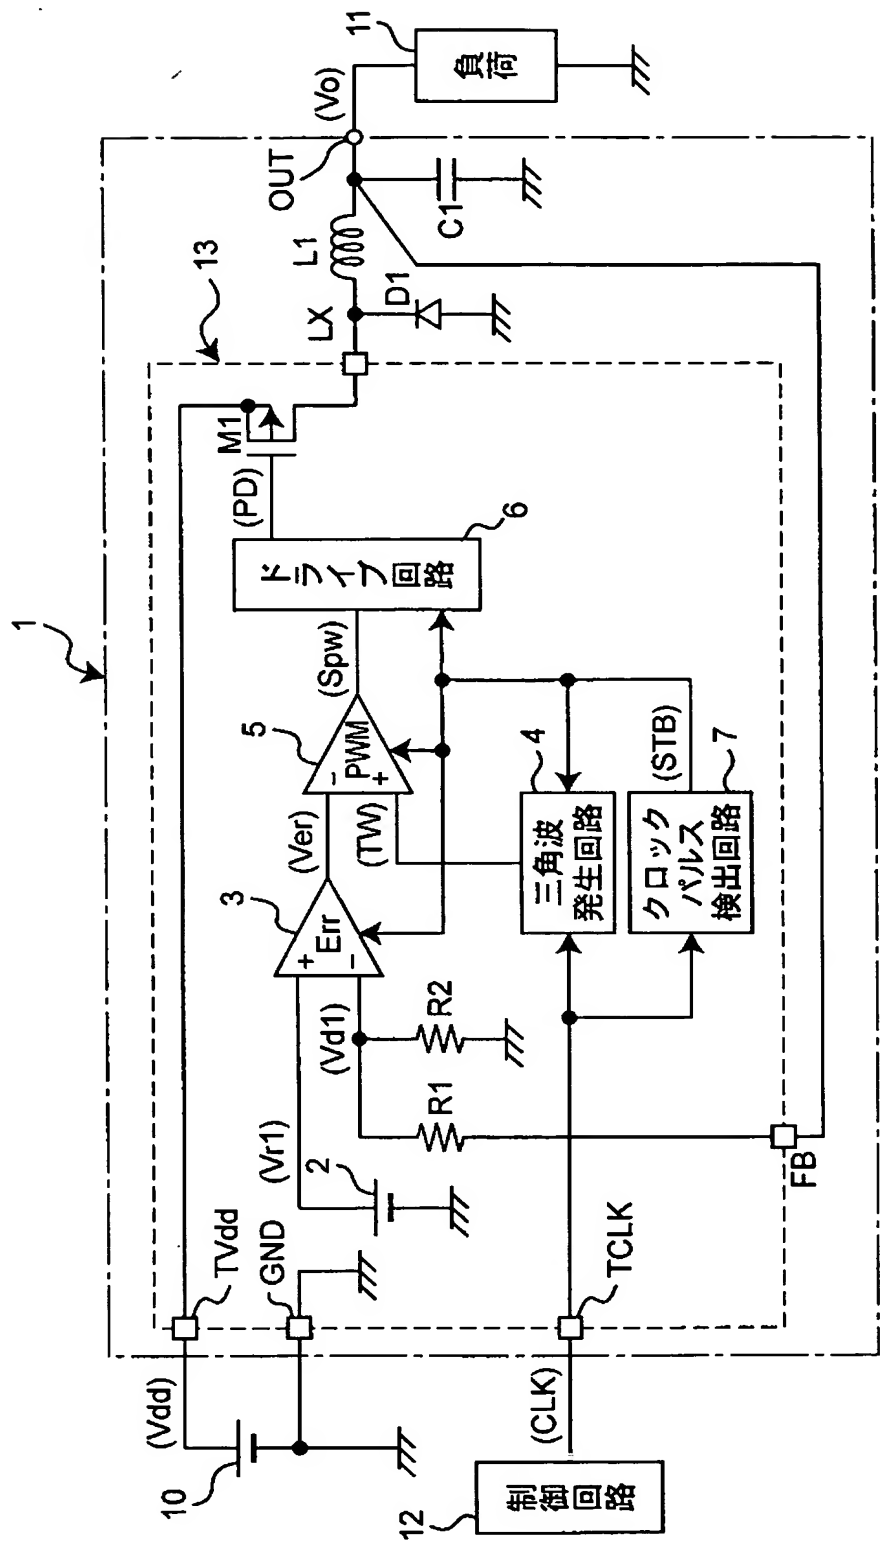 1
13
11
負荷
(Vo)
OUT
L1
LX
C1
D1
M1
(PD)
6
ドライブ回路
(Spw)
5
PWM
-
+
(Ver)
(TW)
3
Err
+
-
4
三角波
発生回路
(STB)
7
クロック
パルス
検出回路
(Vd1)
R2
R1
(Vr1)
2
FB
TVdd
GND
TCLK
(Vdd)
10
(CLK)
12
制御回路